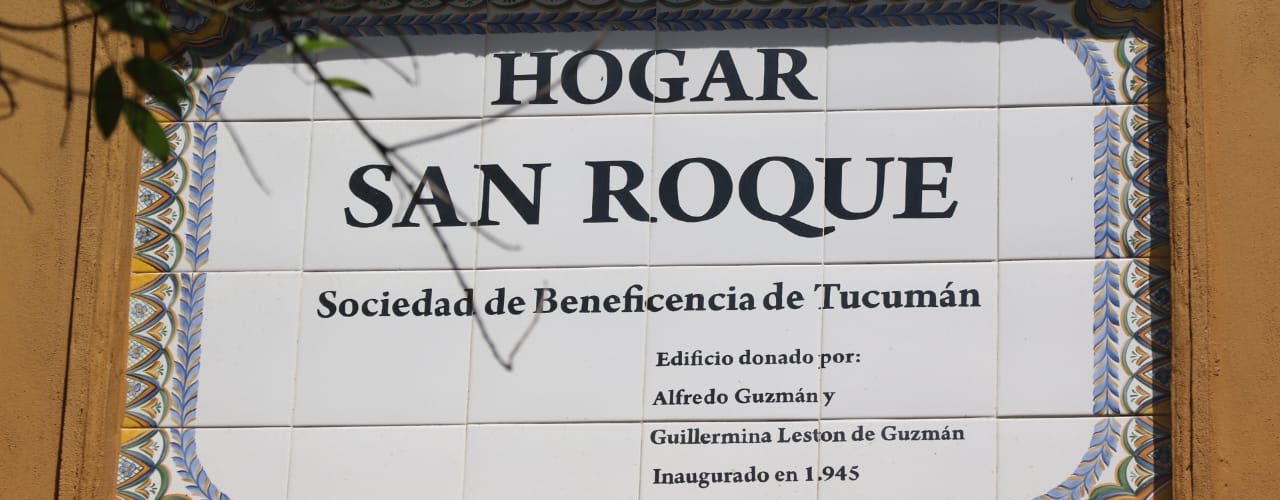 HOGAR
SAN ROQUE
Sociedad de Beneficencia de Tucumán
Edificio donado por:
Alfredo Guzmán y
Guillermina Leston de Guzmán
Inaugurado en 1.945